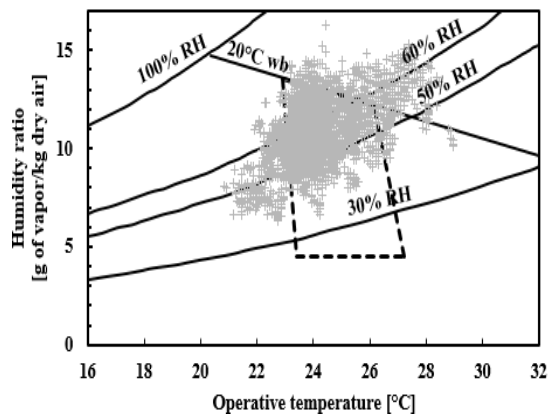 Humidity ratio
[g of vapor/kg dry air]
15
10
5
0
100% RH
20°C wb
60% RH
50% RH
30% RH
16
18
20
22
24
26
28
30
32
Operative temperature [°C]